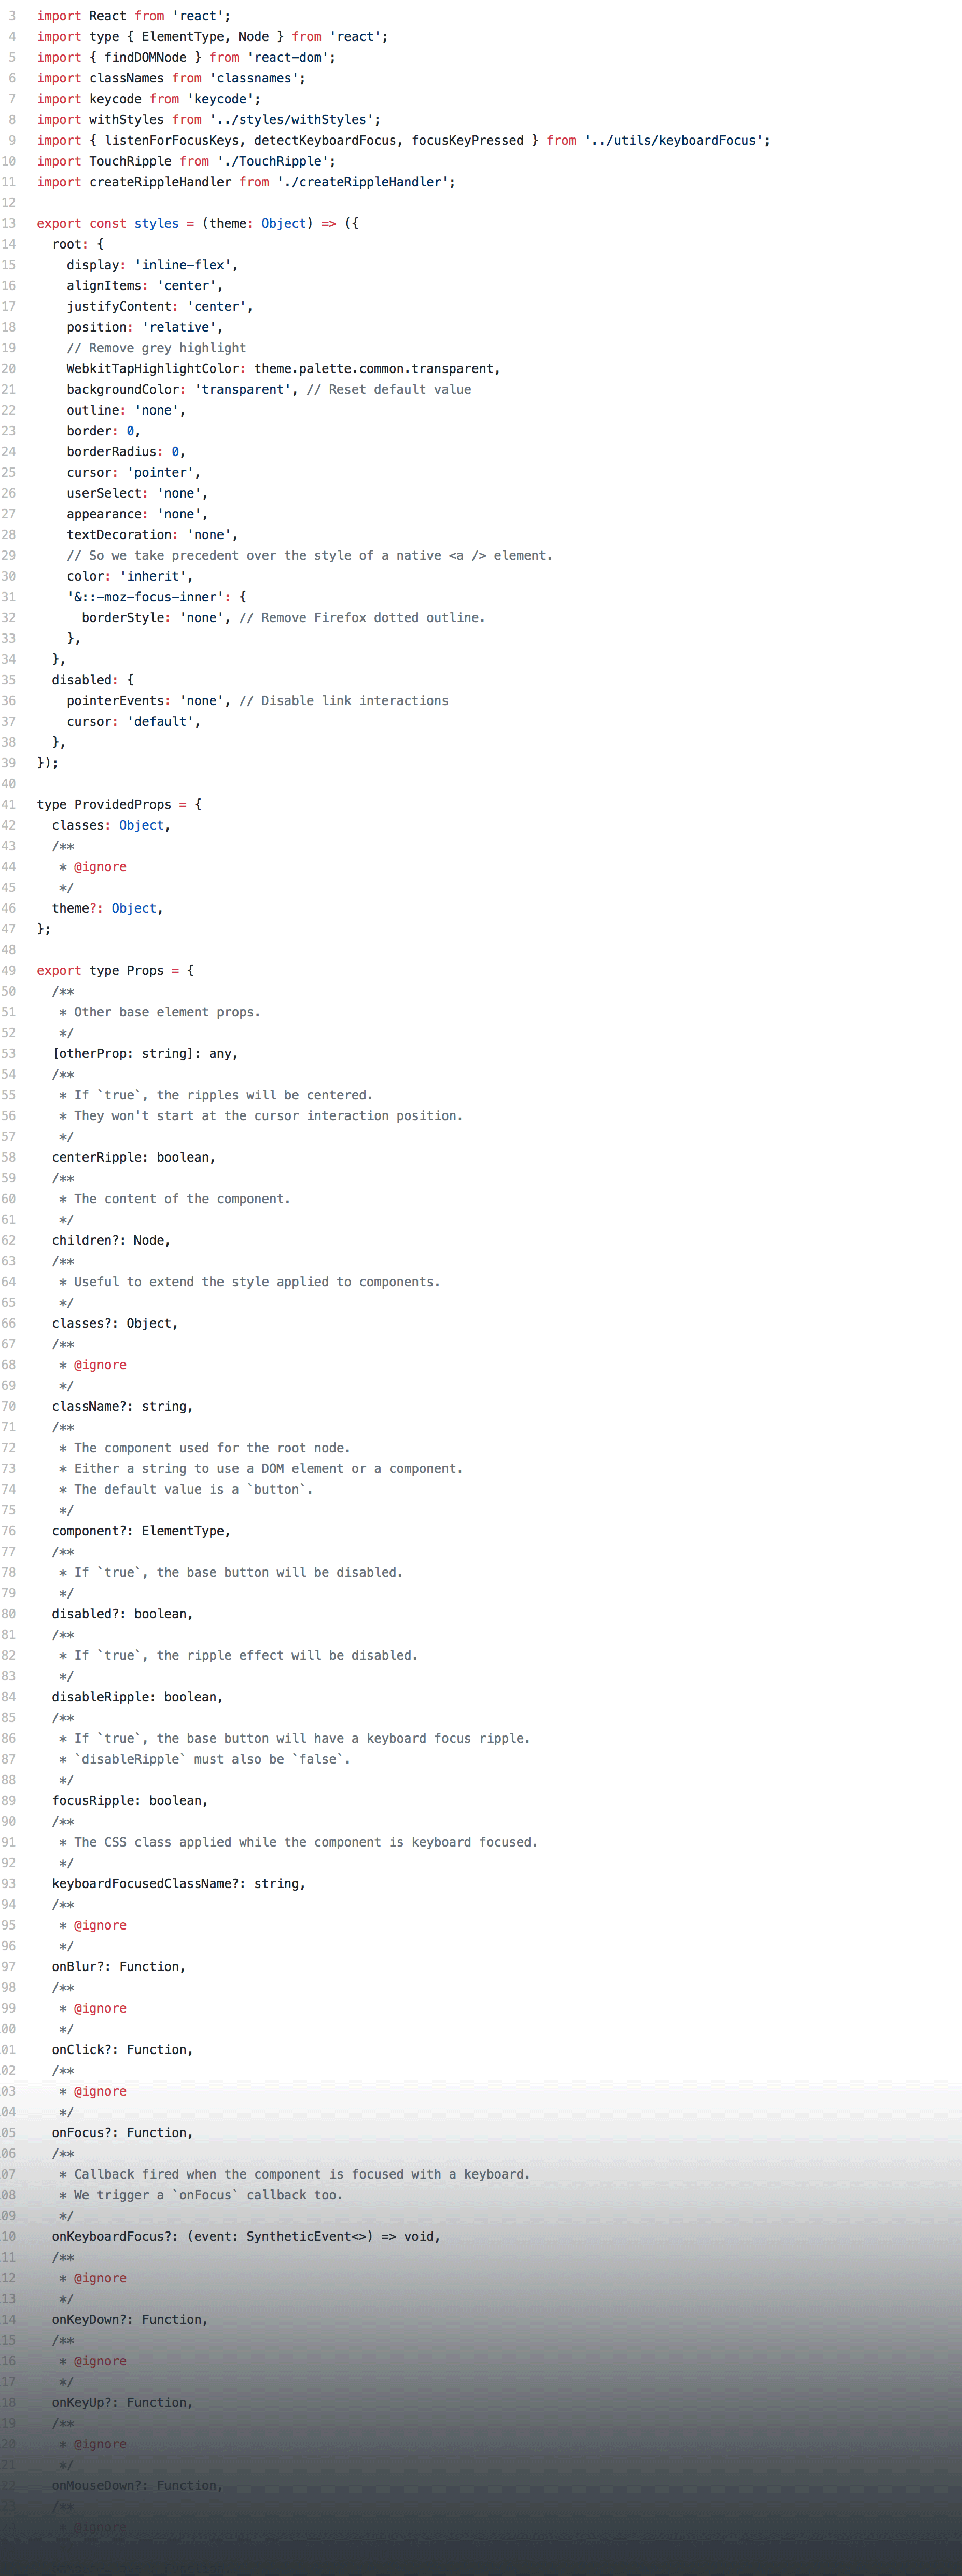 3 import React from 'react';
4 import type { ElementType, Node } from 'react';
5 import { findDOMNode } from 'react-dom';
6 import classNames from 'classnames';
7 import keycode from 'keycode';
8 import withStyles from '../styles/withStyles';
9 import { listenForFocusKeys, detectKeyboardFocus, focusKeyPressed } from '../utils/keyboardFocus';
10 import TouchRipple from './TouchRipple';
11 import createRippleHandler from './createRippleHandler';
12
13 export const styles = (theme: Object) => ({
14   root: {
15     display: 'inline-flex',
16     alignItems: 'center',
17     justifyContent: 'center',
18     position: 'relative',
19     // Remove grey highlight
20     WebkitTapHighlightColor: theme.palette.common.transparent,
21     backgroundColor: 'transparent', // Reset default value
22     outline: 'none',
23     border: 0,
24     borderRadius: 0,
25     cursor: 'pointer',
26     userSelect: 'none',
27     appearance: 'none',
28     textDecoration: 'none',
29     // So we take precedent over the style of a native <a /> element.
30     color: 'inherit',
31     '&::-moz-focus-inner': {
32       borderStyle: 'none', // Remove Firefox dotted outline.
33     },
34   },
35   disabled: {
36     pointerEvents: 'none', // Disable link interactions
37     cursor: 'default',
38   },
39 });
40
41 type ProvidedProps = {
42   classes: Object,
43   /**
44    * @ignore
45    */
46   theme?: Object,
47 };
48
49 export type Props = {
50   /**
51    * Other base element props.
52    */
53   [otherProp: string]: any,
54   /**
55    * If `true`, the ripples will be centered.
56    * They won't start at the cursor interaction position.
57    */
58   centerRipple: boolean,
59   /**
60    * The content of the component.
61    */
62   children?: Node,
63   /**
64    * Useful to extend the style applied to components.
65    */
66   classes?: Object,
67   /**
68    * @ignore
69    */
70   className?: string,
71   /**
72    * The component used for the root node.
73    * Either a string to use a DOM element or a component.
74    * The default value is a `button`.
75    */
76   component?: ElementType,
77   /**
78    * If `true`, the base button will be disabled.
79    */
80   disabled?: boolean,
81   /**
82    * If `true`, the ripple effect will be disabled.
83    */
84   disableRipple: boolean,
85   /**
86    * If `true`, the base button will have a keyboard focus ripple.
87    * `disableRipple` must also be `false`.
88    */
89   focusRipple: boolean,
90   /**
91    * The CSS class applied while the component is keyboard focused.
92    */
93   keyboardFocusedClassName?: string,
94   /**
95    * @ignore
96    */
97   onBlur?: Function,
98   /**
99    * @ignore
00    */
01   onClick?: Function,
02   /**
03    * @ignore
04    */
05   onFocus?: Function,
06   /**
07    * Callback fired when the component is focused with a keyboard.
08    * We trigger a `onFocus` callback too.
09    */
10   onKeyboardFocus?: (event: SyntheticEvent<>) => void,
11   /**
12    * @ignore
13    */
14   onKeyDown?: Function,
15   /**
16    * @ignore
17    */
18   onKeyUp?: Function,
19   /**
20    * @ignore
21    */
22   onMouseDown?: Function,
23   /**
   * @ignore